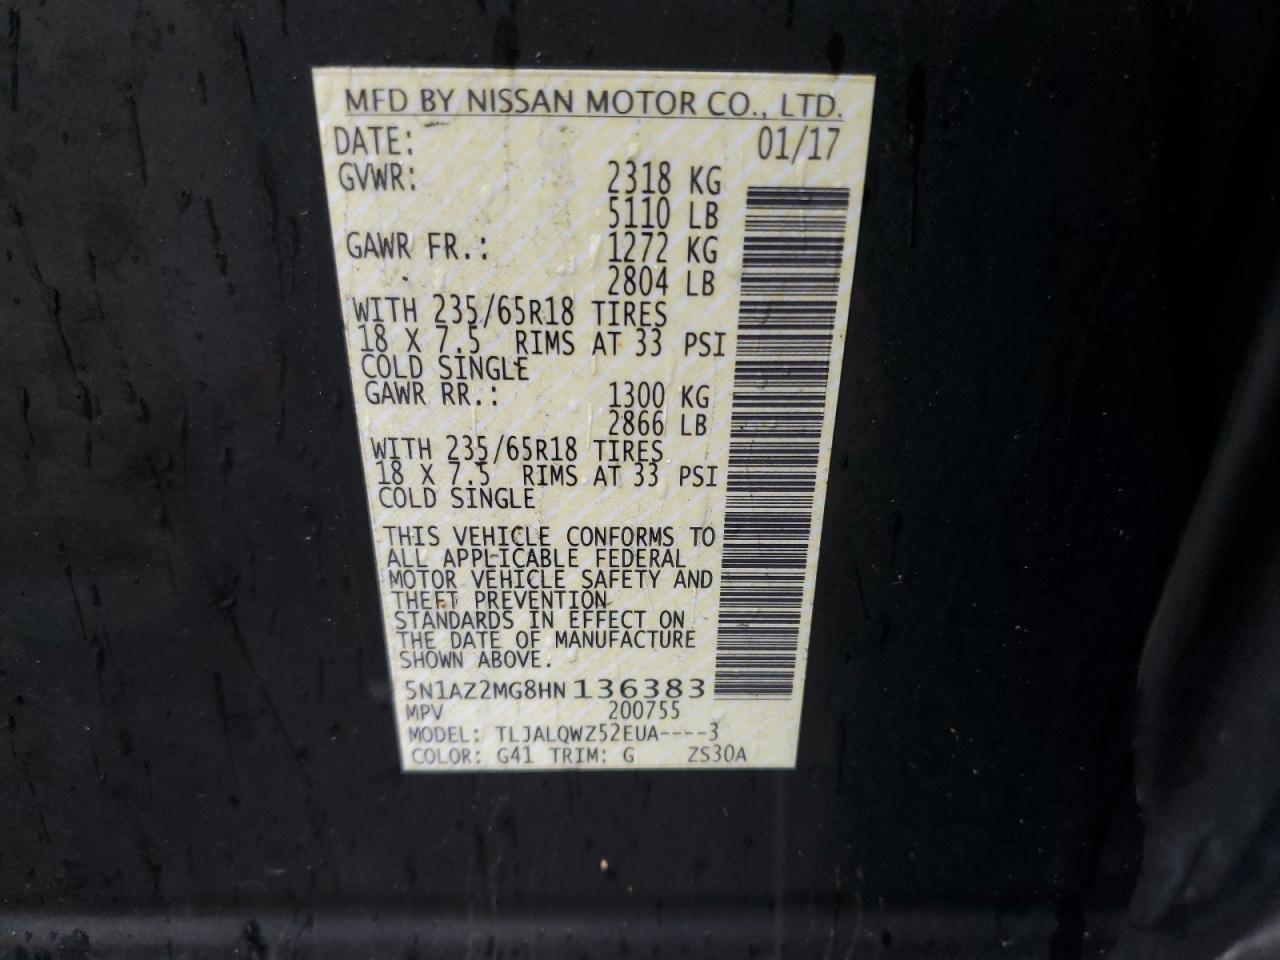 MFD BY NISSAN MOTOR CO., LTD.
DATE: 01/17
GVWR: 2318 KG
5110 LB
GAWR FR.: 1272 KG
2804 LB
WITH 235/65R18 TIRES
18 X 7.5 RIMS AT 33 PSI
COLD SINGLE
GAWR RR.: 1300 KG
2866 LB
WITH 235/65R18 TIRES
18 X 7.5 RIMS AT 33 PSI
COLD SINGLE
THIS VEHICLE CONFORMS TO
ALL APPLICABLE FEDERAL
MOTOR VEHICLE SAFETY AND
THEFT PREVENTION
STANDARDS IN EFFECT ON
THE DATE OF MANUFACTURE
SHOWN ABOVE.
5N1AZ2MG8HN136383
MPV 200755
MODEL: TLJALQWZ52EUA----3
COLOR: G41 TRIM: G ZS30A